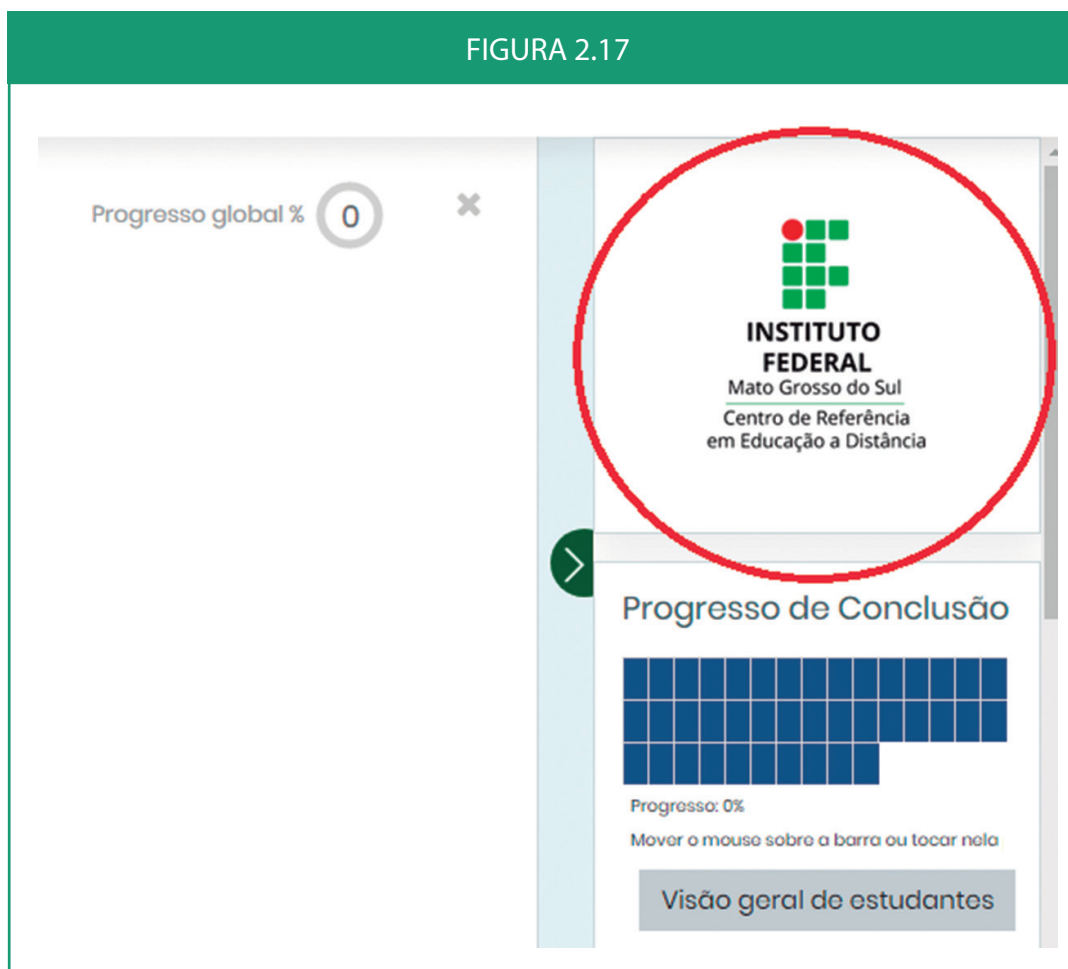 FIGURA 2.17
Progresso global % 0
INSTITUTO
FEDERAL
Mato Grosso do Sul
Centro de Referência
em Educação a Distância
Progresso de Conclusão
Progresso: 0%
Mover o mouse sobre a barra ou tocar nela
Visão geral de estudantes